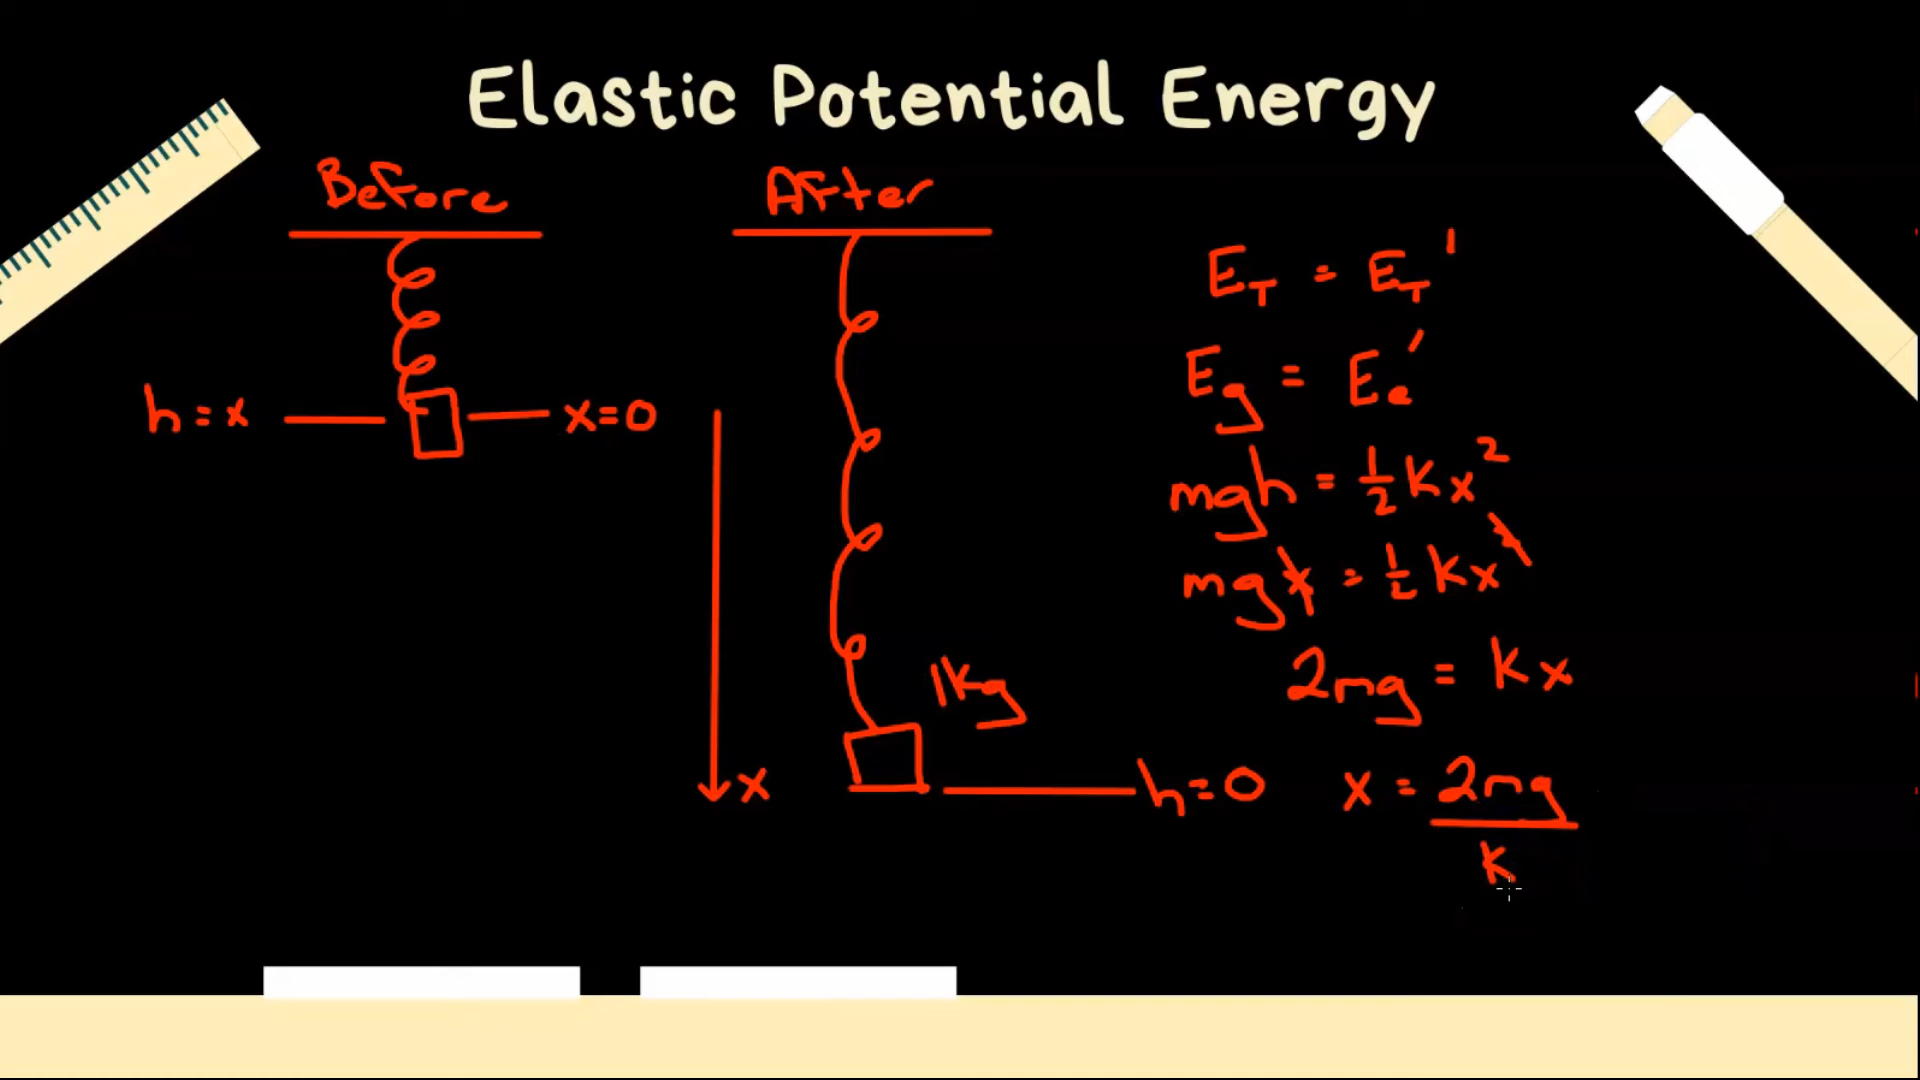 Elastic Potential Energy
Before
After
h = x
x=0
x
1kg
h=0
E_T = E_T'
E_g = E_e'
mgh = ½kx²
mgx = ½kx²
2mg = kx
x = 2mg
k